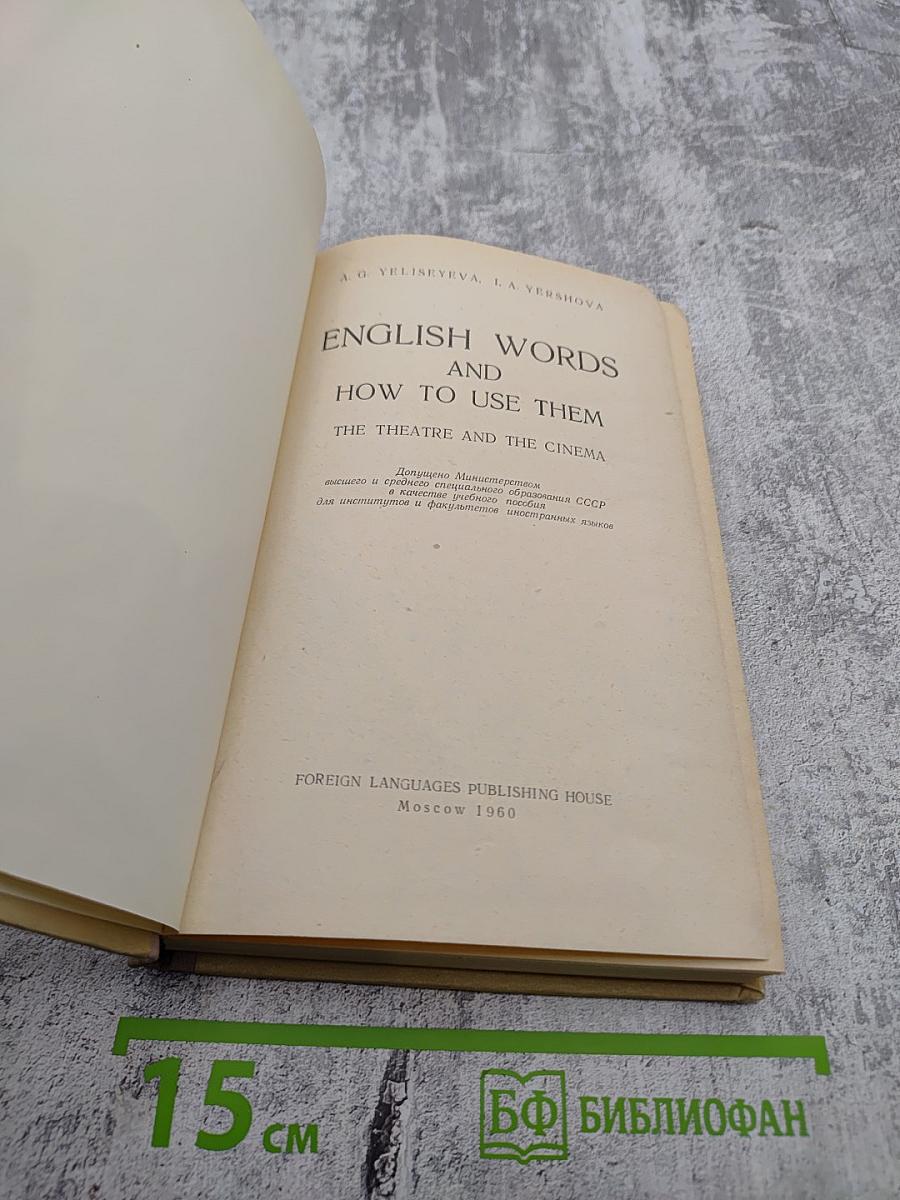 A. G. YELISEYEVA, I. A. YERSHOVA
ENGLISH WORDS
AND
HOW TO USE THEM
THE THEATRE AND THE CINEMA
Допущено Министерством
высшего и среднего специального образования СССР
в качестве учебного пособия
для институтов и факультетов иностранных языков
FOREIGN LANGUAGES PUBLISHING HOUSE
Moscow 1960
15 см
БФ БИБЛИОФАН